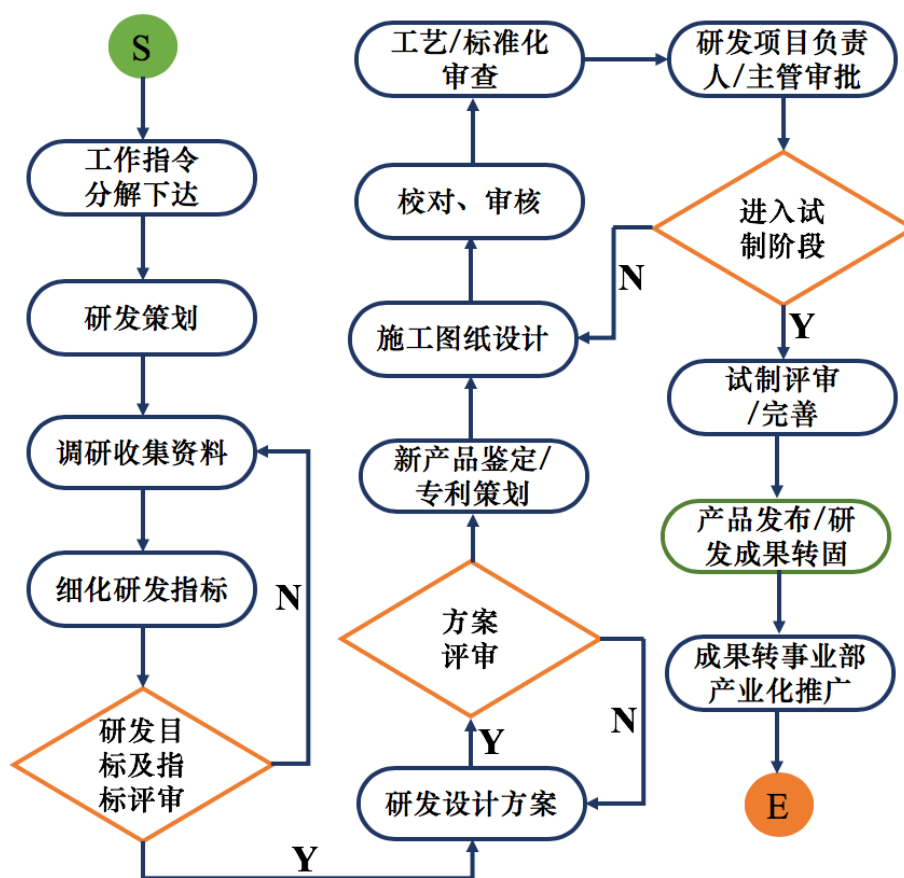 S
工作指令
分解下达
研发策划
调研收集资料
细化研发指标
N
研发目
标及指
标评审
Y
研发设计方案
Y
方案
评审
N
新产品鉴定/
专利策划
施工图纸设计
校对、审核
工艺/标准化
审查
研发项目负责
人/主管审批
进入试
制阶段
N
Y
试制评审
/完善
产品发布/研
发成果转固
成果转事业部
产业化推广
E